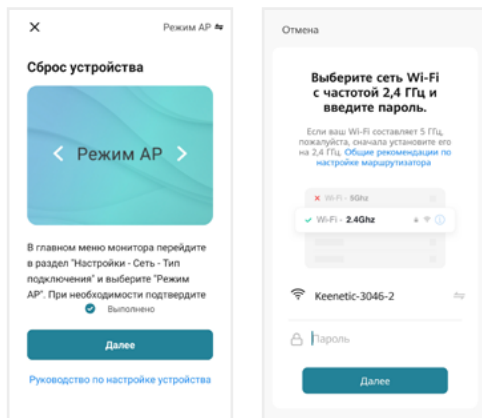 Режим AP
Сброс устройства
Режим AP
В главном меню монитора перейдите
в раздел "Настройки - Сеть - Тип
подключения" и выберите "Режим
AP". При необходимости подтвердите
Выполнено
Далее
Руководство по настройке устройства
Отмена
Выберите сеть Wi-Fi
с частотой 2,4 ГГц и
введите пароль.
Если ваш Wi-Fi составляет 5 ГГц,
пожалуйста, сначала установите его
на 2,4 ГГц. Общие рекомендации по
настройке маршрутизатора
Wi-Fi - 5Ghz
Wi-Fi - 2.4Ghz
Keenetic-3046-2
Пароль
Далее